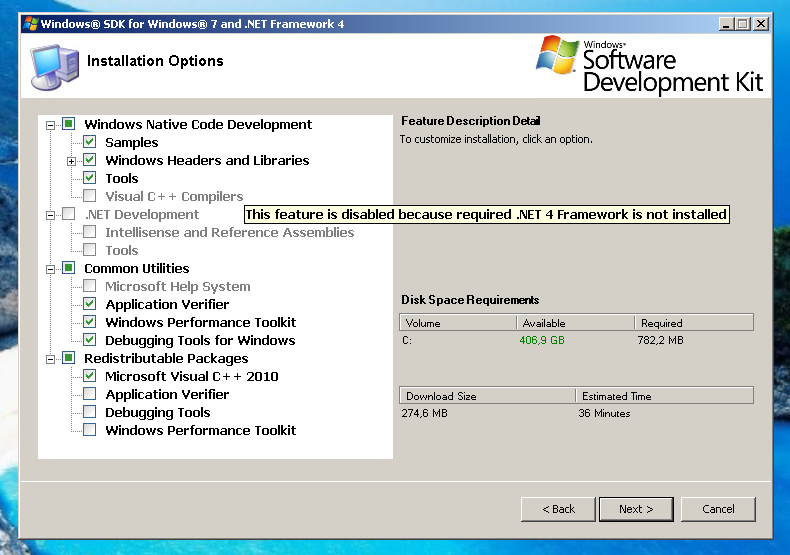 Windows® SDK for Windows® 7 and .NET Framework 4
Installation Options
Windows®
Software
Development Kit
Windows Native Code Development
Samples
Windows Headers and Libraries
Tools
Visual C++ Compilers
.NET Development
This feature is disabled because required .NET 4 Framework is not installed
Intellisense and Reference Assemblies
Tools
Common Utilities
Microsoft Help System
Application Verifier
Windows Performance Toolkit
Debugging Tools for Windows
Redistributable Packages
Microsoft Visual C++ 2010
Application Verifier
Debugging Tools
Windows Performance Toolkit
Feature Description Detail
To customize installation, click an option.
Disk Space Requirements
Volume Available Required
C: 406,9 GB 782,2 MB
Download Size Estimated Time
274,6 MB 36 Minutes
< Back Next > Cancel